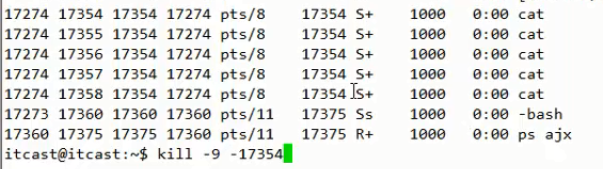 17274 17354 17354 17274 pts/8 17354 S+ 1000 0:00 cat
17274 17355 17354 17274 pts/8 17354 S+ 1000 0:00 cat
17274 17356 17354 17274 pts/8 17354 S+ 1000 0:00 cat
17274 17357 17354 17274 pts/8 17354 S+ 1000 0:00 cat
17274 17358 17354 17274 pts/8 17354 S+ 1000 0:00 cat
17273 17360 17360 17360 pts/11 17375 Ss 1000 0:00 -bash
17360 17375 17375 17360 pts/11 17375 R+ 1000 0:00 ps ajx
itcast@itcast:~$ kill -9 -17354